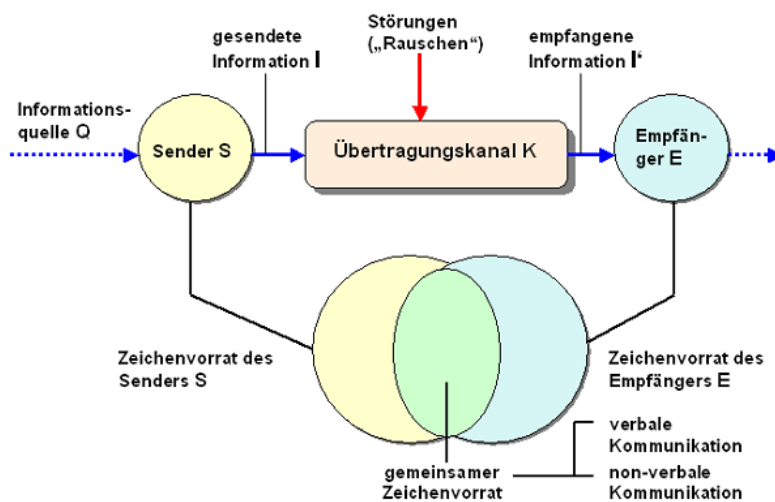 Störungen
(„Rauschen“)
gesendete
Information I
empfangene
Information I‘
Informations-
quelle Q
Sender S
Übertragungskanal K
Empfän-
ger E
Zeichenvorrat des
Senders S
Zeichenvorrat des
Empfängers E
gemeinsamer
Zeichenvorrat
verbale
Kommunikation
non-verbale
Kommunikation